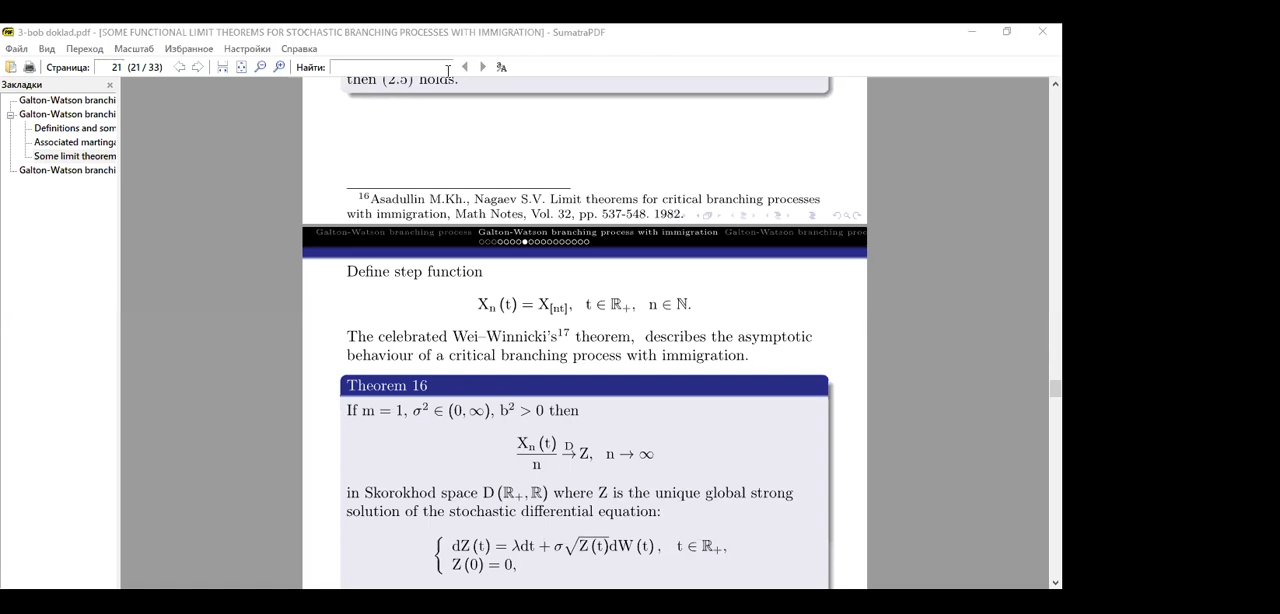 3-bob doklad.pdf - [SOME FUNCTIONAL LIMIT THEOREMS FOR STOCHASTIC BRANCHING PROCESSES WITH IMMIGRATION] - SumatraPDF
Файл Вид Переход Масштаб Избранное Настройки Справка
Страница: 21 (21 / 33) Найти:
Закладки
Galton-Watson branchi
Galton-Watson branchi
Definitions and som
Associated marting
Some limit theorem
Galton-Watson branchi
then (2.5) holds.
16 Asadullin M.Kh., Nagaev S.V. Limit theorems for critical branching processes
with immigration, Math Notes, Vol. 32, pp. 537-548. 1982.
Galton-Watson branching process Galton-Watson branching process with immigration Galton-Watson branching proc
Define step function
Xₙ (t) = X_[nt], t ∈ ℝ₊, n ∈ ℕ.
The celebrated Wei–Winnicki's¹⁷ theorem, describes the asymptotic
behaviour of a critical branching process with immigration.
Theorem 16
If m = 1, σ² ∈ (0, ∞), b² > 0 then
Xₙ (t) / n →^D Z, n → ∞
in Skorokhod space D (ℝ₊, ℝ) where Z is the unique global strong
solution of the stochastic differential equation:
{ dZ (t) = λdt + σ√Z (t)dW (t), t ∈ ℝ₊,
Z (0) = 0,